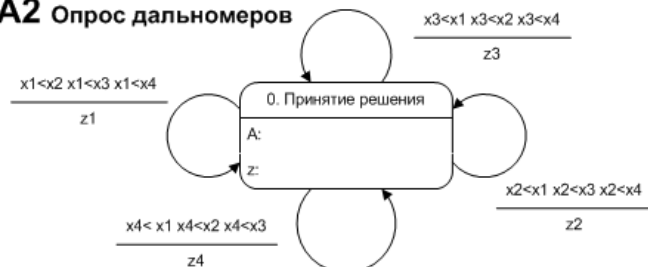 А2 Опрос дальномеров
x3<x1 x3<x2 x3<x4
z3
x1<x2 x1<x3 x1<x4
z1
0. Принятие решения
A:
z:
x2<x1 x2<x3 x2<x4
z2
x4< x1 x4<x2 x4<x3
z4